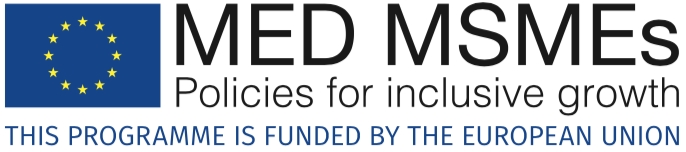 MED MSMEs
Policies for inclusive growth
THIS PROGRAMME IS FUNDED BY THE EUROPEAN UNION